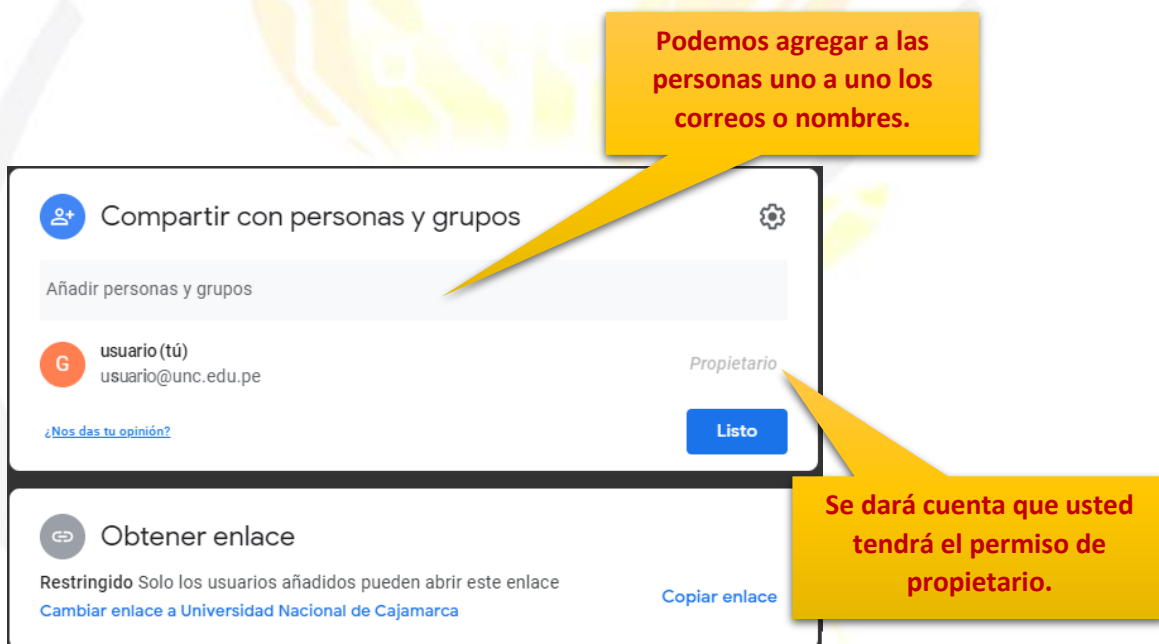 Podemos agregar a las
personas uno a uno los
correos o nombres.
Compartir con personas y grupos
Añadir personas y grupos
G
usuario (tú)
usuario@unc.edu.pe
Propietario
¿Nos das tu opinión?
Listo
Se dará cuenta que usted
tendrá el permiso de
propietario.
Obtener enlace
Restringido Solo los usuarios añadidos pueden abrir este enlace
Cambiar enlace a Universidad Nacional de Cajamarca
Copiar enlace